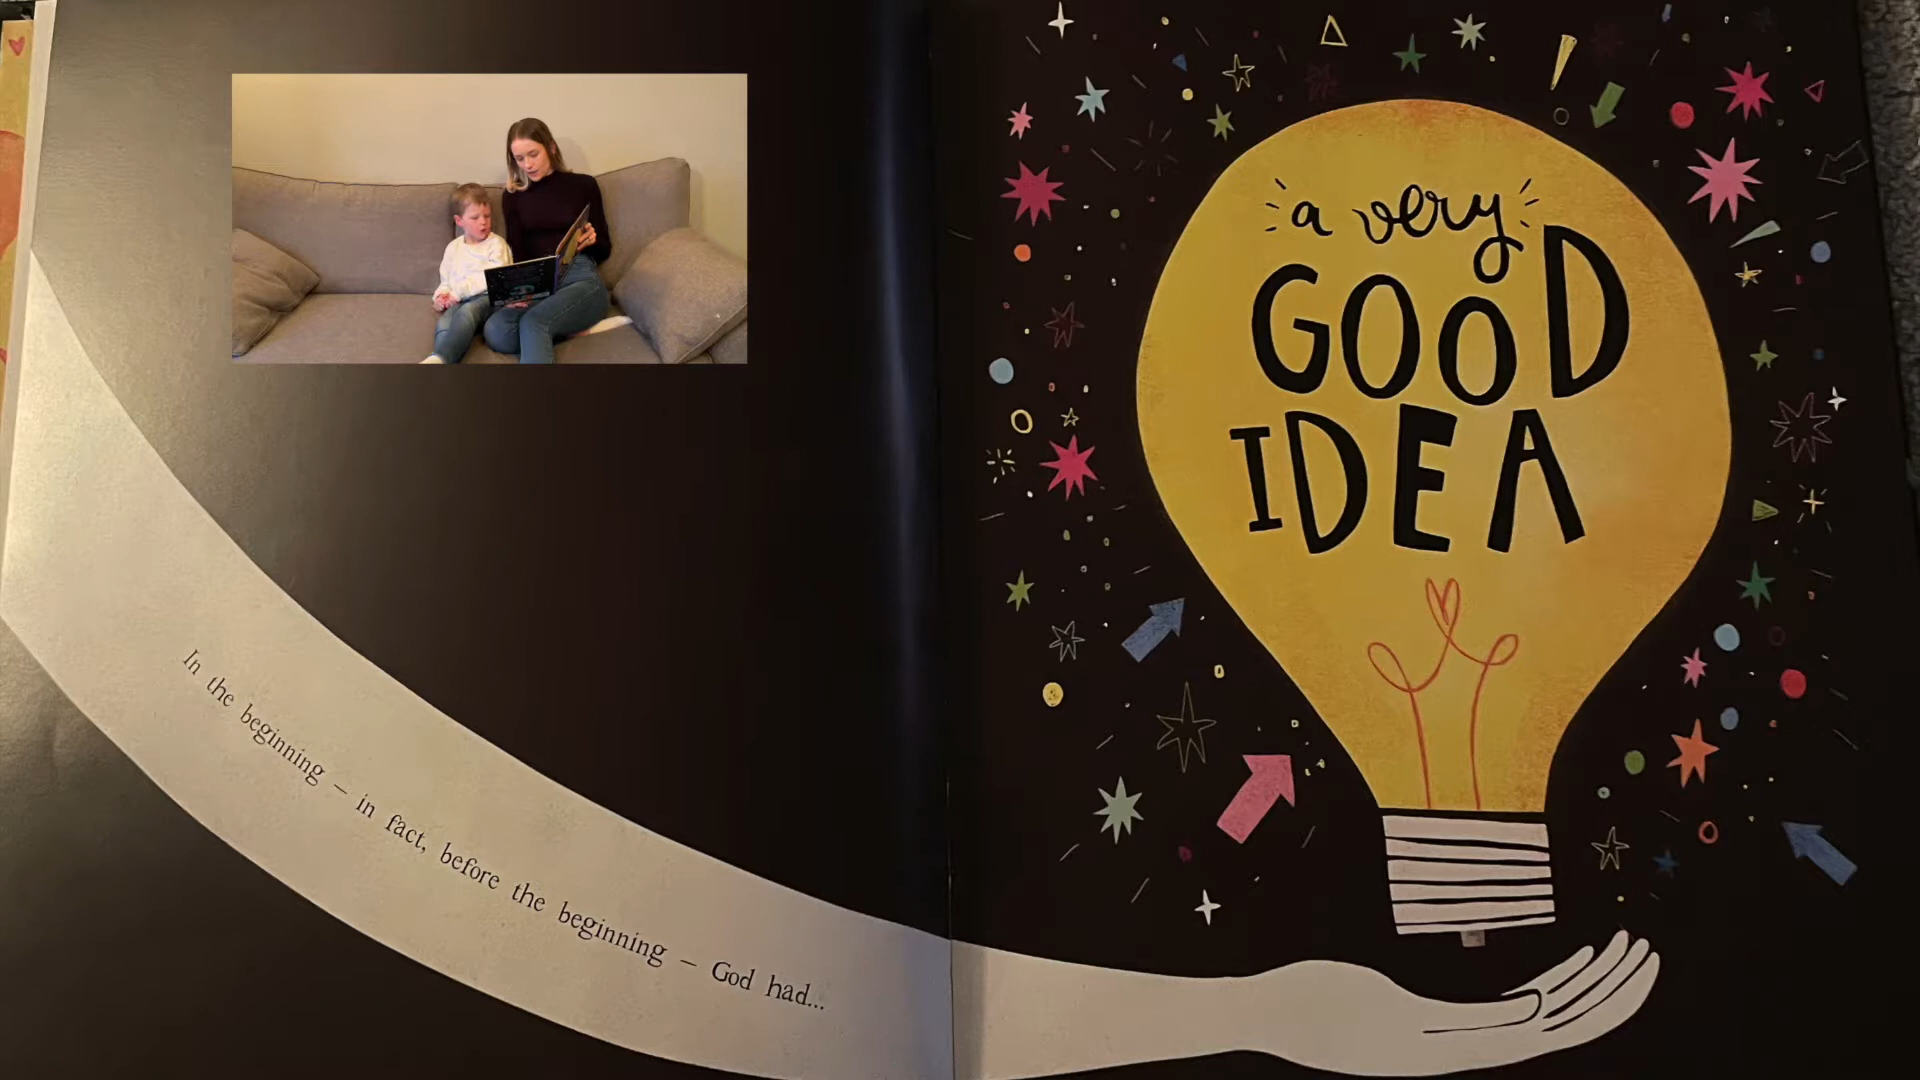 In the beginning – in fact, before the beginning – God had...
a very
GOOD
IDEA